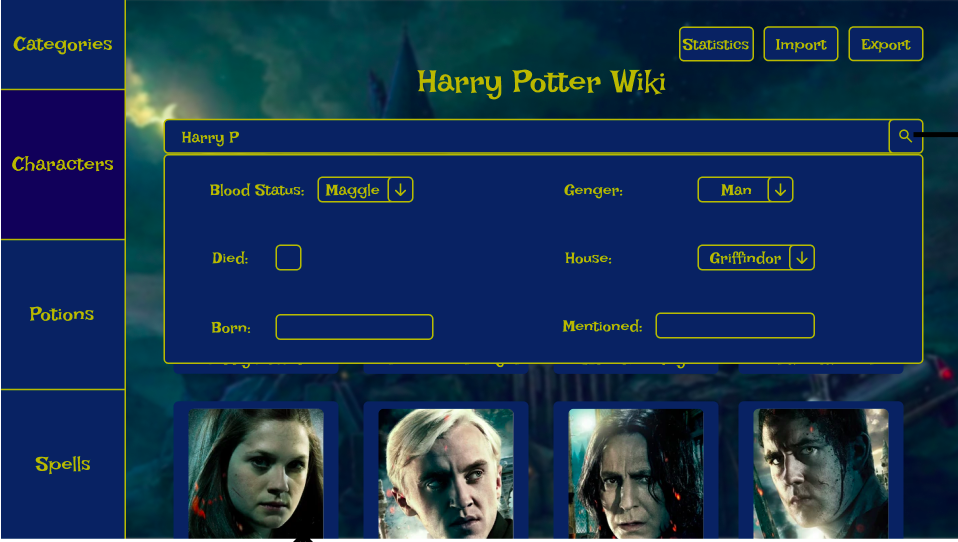 Categories
Statistics
Import
Export
Harry Potter Wiki
Harry P
Characters
Blood Status: Maggle
Genger: Man
Died:
House: Griffindor
Potions
Born:
Mentioned:
Spells